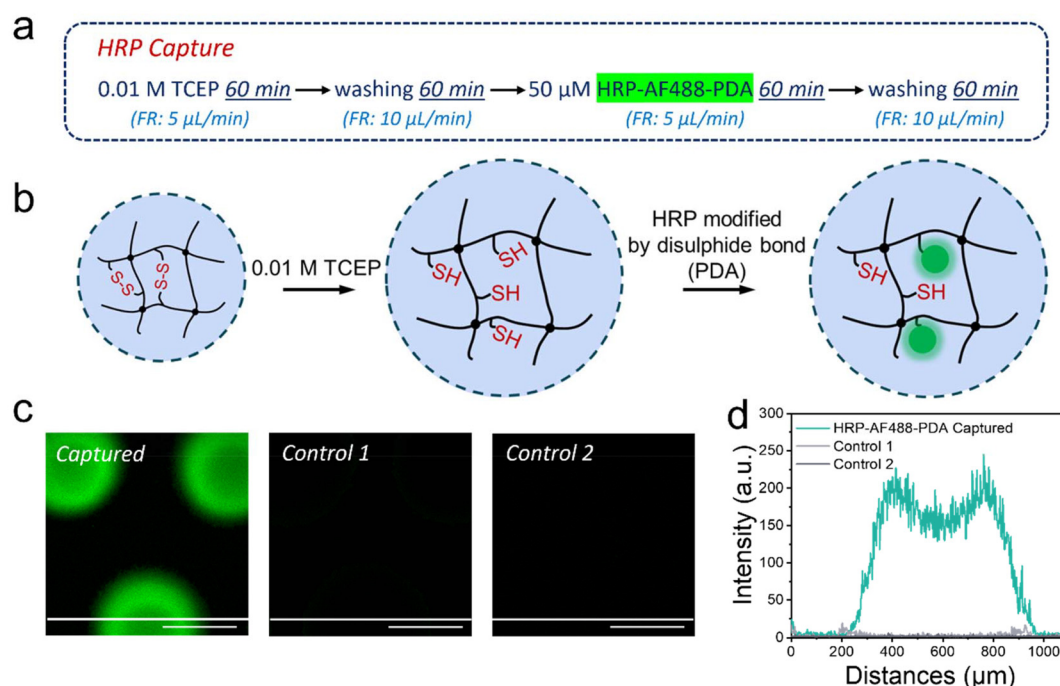 a
HRP Capture
0.01 M TCEP 60 min → washing 60 min → 50 µM HRP-AF488-PDA 60 min → washing 60 min
(FR: 5 µL/min) (FR: 10 µL/min) (FR: 5 µL/min) (FR: 10 µL/min)
b
S-S
S-S
0.01 M TCEP
SH
SH
SH
SH
HRP modified
by disulphide bond
(PDA)
SH
SH
c
Captured
Control 1
Control 2
d
300
250
200
150
100
50
0
Intensity (a.u.)
HRP-AF488-PDA Captured
Control 1
Control 2
0 200 400 600 800 1000
Distances (µm)